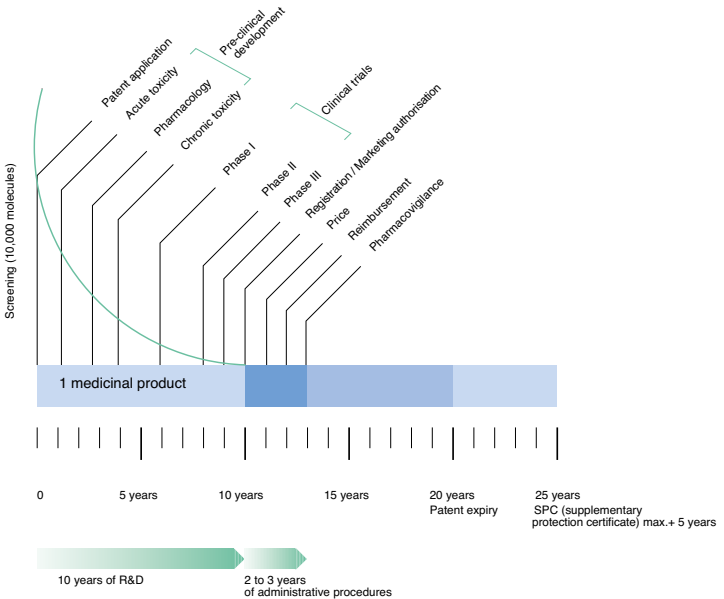 Pre-clinical
development
Clinical trials
Patent application
Acute toxicity
Pharmacology
Chronic toxicity
Phase I
Phase II
Phase III
Registration / Marketing authorisation
Price
Reimbursement
Pharmacovigilance
Screening (10,000 molecules)
1 medicinal product
0
5 years
10 years
15 years
20 years
Patent expiry
25 years
SPC (supplementary
protection certificate) max.+ 5 years
10 years of R&D
2 to 3 years
of administrative procedures